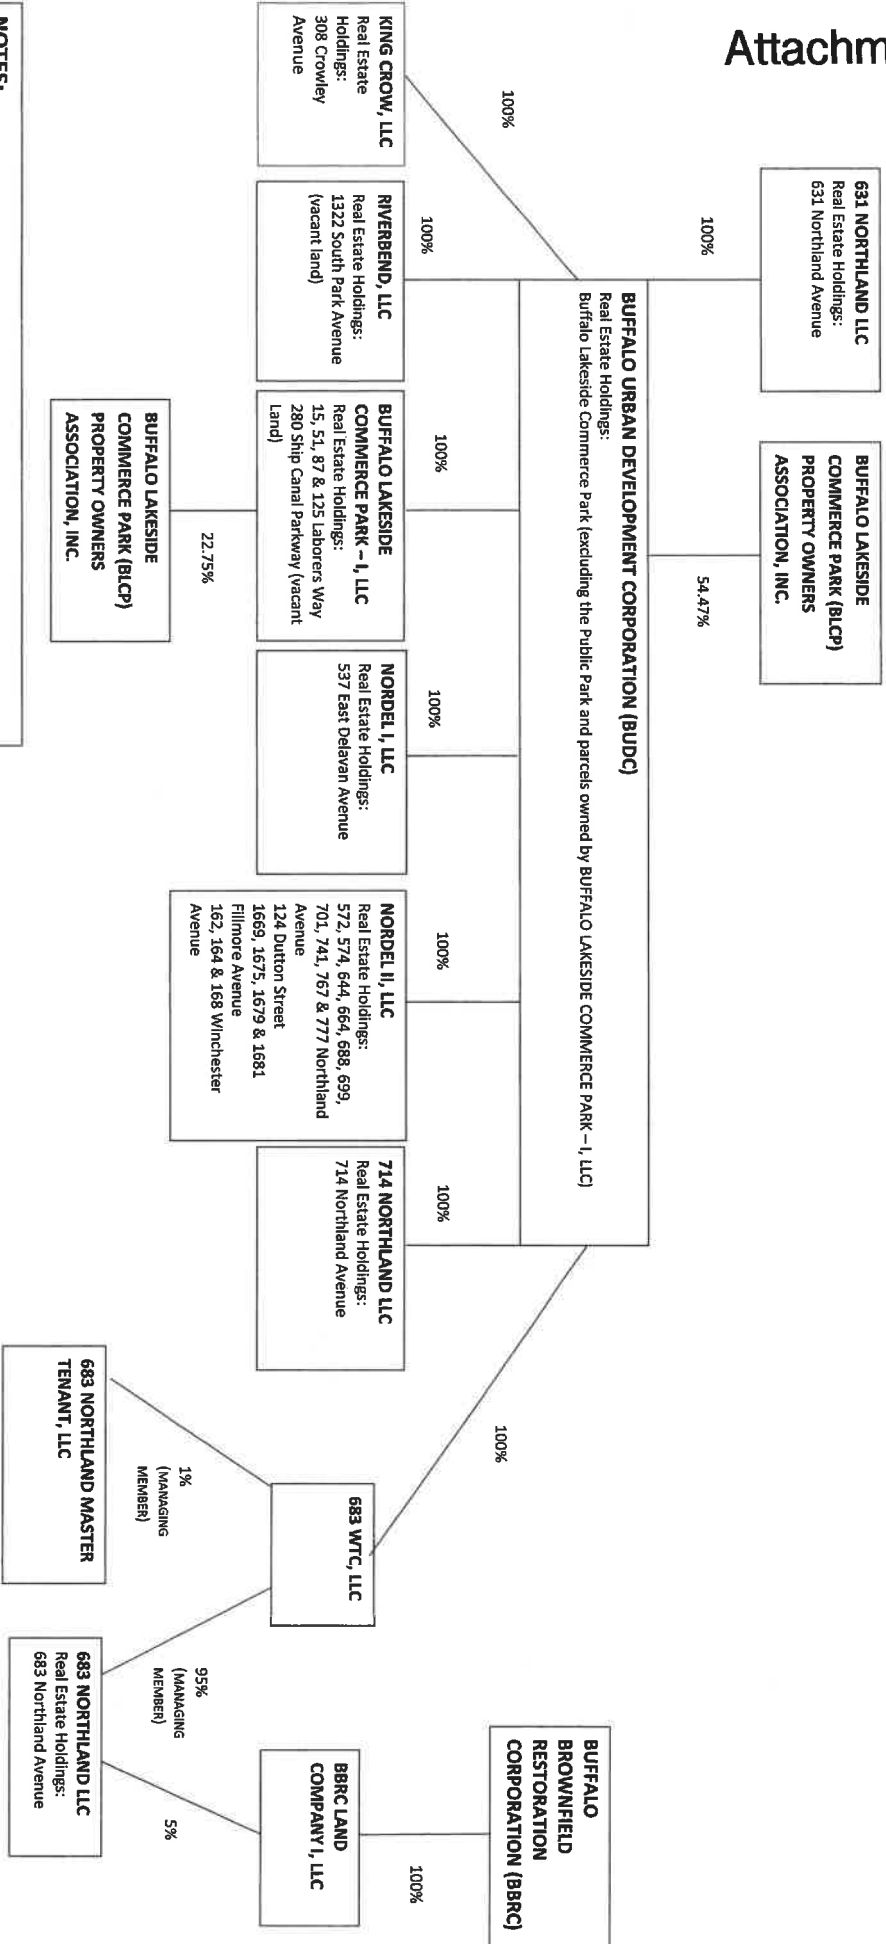 Attachm
631 NORTHLAND LLC
Real Estate Holdings:
631 Northland Avenue
BUFFALO LAKESIDE
COMMERCE PARK (BLCP)
PROPERTY OWNERS
ASSOCIATION, INC.
100%
54.47%
BUFFALO URBAN DEVELOPMENT CORPORATION (BUDC)
Real Estate Holdings:
Buffalo Lakeside Commerce Park (excluding the Public Park and parcels owned by BUFFALO LAKESIDE COMMERCE PARK – I, LLC)
100%
100%
100%
100%
100%
100%
100%
KING CROW, LLC
Real Estate
Holdings:
308 Crowley
Avenue
RIVERBEND, LLC
Real Estate Holdings:
1322 South Park Avenue
(vacant land)
BUFFALO LAKESIDE
COMMERCE PARK – I, LLC
Real Estate Holdings:
15, 51, 87 & 125 Laborers Way
280 Ship Canal Parkway (vacant
Land)
NORDEL I, LLC
Real Estate Holdings:
537 East Delavan Avenue
NORDEL II, LLC
Real Estate Holdings:
572, 574, 644, 664, 688, 699,
701, 741, 767 & 777 Northland
Avenue
124 Dutton Street
1669, 1675, 1679 & 1681
Fillmore Avenue
162, 164 & 168 Winchester
Avenue
714 NORTHLAND LLC
Real Estate Holdings:
714 Northland Avenue
683 WTC, LLC
BUFFALO
BROWNFIELD
RESTORATION
CORPORATION (BBRC)
100%
BBRC LAND
COMPANY I, LLC
22.75%
BUFFALO LAKESIDE
COMMERCE PARK (BLCP)
PROPERTY OWNERS
ASSOCIATION, INC.
1%
(MANAGING
MEMBER)
95%
(MANAGING
MEMBER)
5%
683 NORTHLAND MASTER
TENANT, LLC
683 NORTHLAND LLC
Real Estate Holdings:
683 Northland Avenue
NOTES: